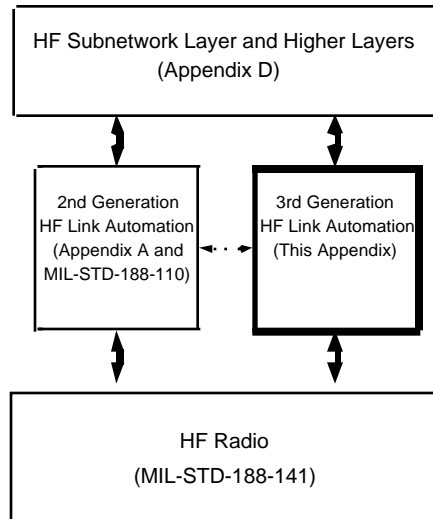 HF Subnetwork Layer and Higher Layers
(Appendix D)
2nd Generation
HF Link Automation
(Appendix A and
MIL-STD-188-110)
3rd Generation
HF Link Automation
(This Appendix)
HF Radio
(MIL-STD-188-141)